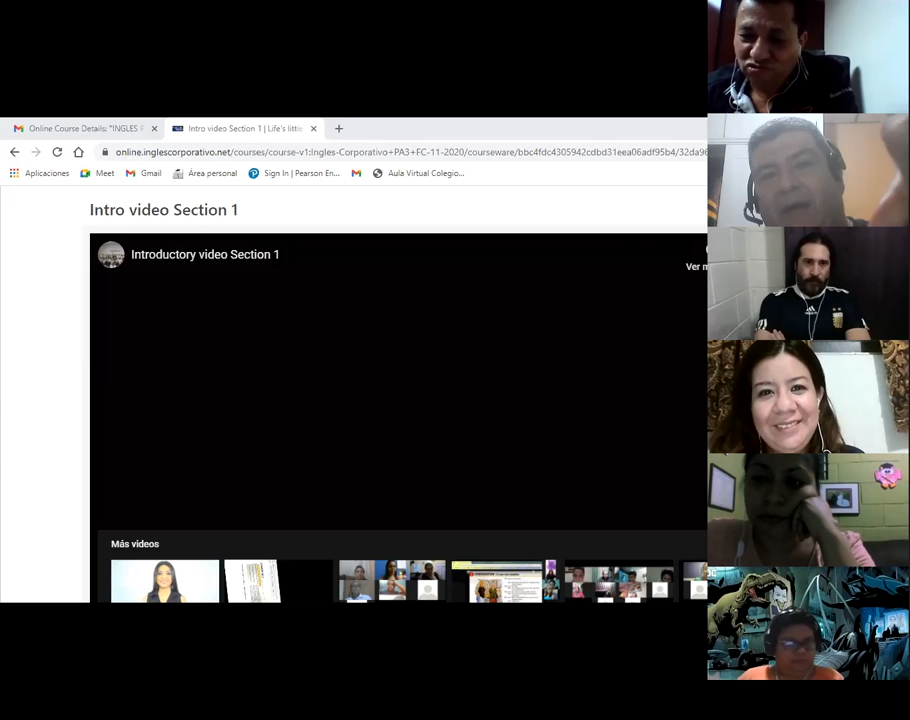 Online Course Details: "INGLES P
Intro video Section 1 | Life's little
online.inglescorporativo.net/courses/course-v1:Ingles-Corporativo+PA3+FC-11-2020/courseware/bbc4fdc4305942cdbd31eea06adf95b4/32da96
Aplicaciones
Meet
Gmail
Área personal
Sign In | Pearson En...
Aula Virtual Colegio...
Intro video Section 1
Introductory video Section 1
Ver m
Más videos